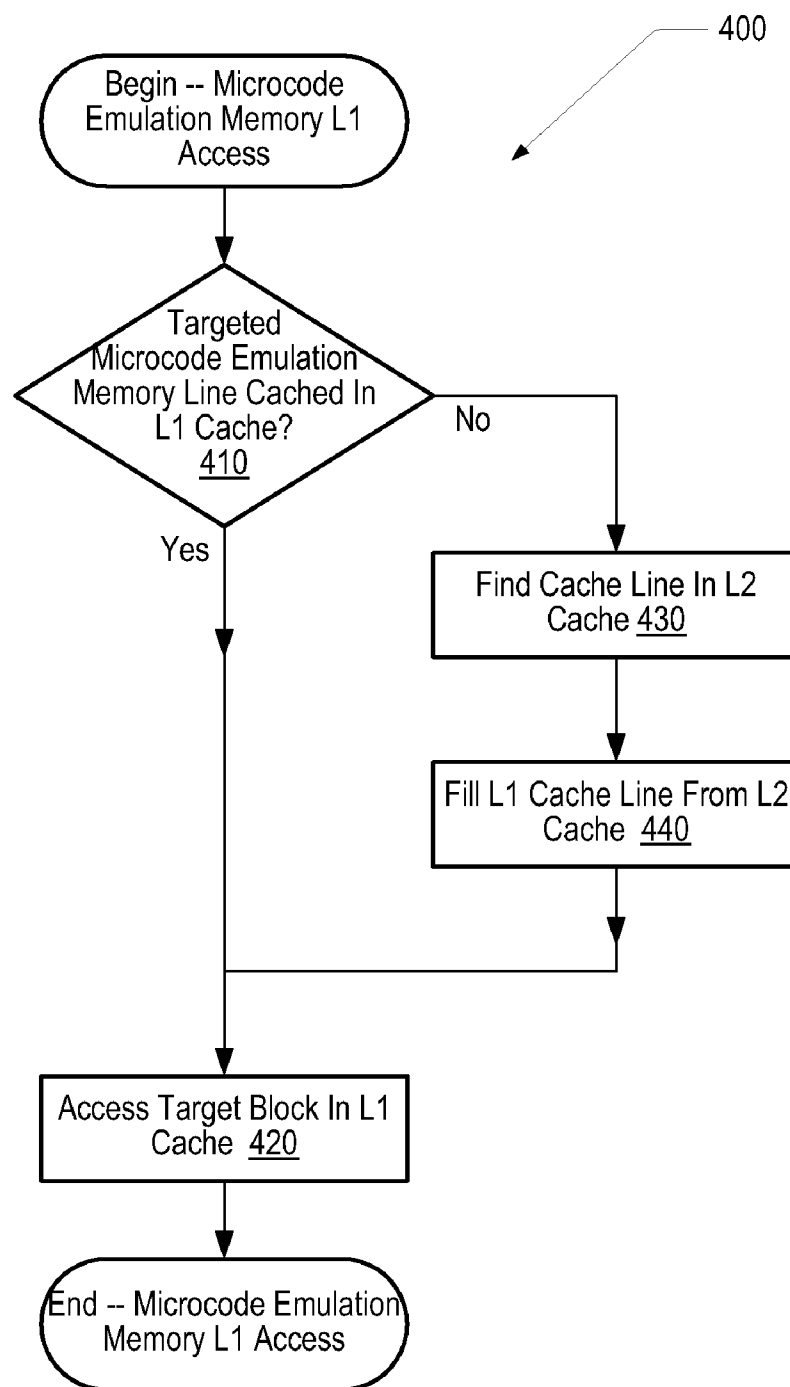 400
Begin -- Microcode
Emulation Memory L1
Access
Targeted
Microcode Emulation
Memory Line Cached In
L1 Cache?
410
No
Yes
Find Cache Line In L2
Cache 430
Fill L1 Cache Line From L2
Cache 440
Access Target Block In L1
Cache 420
End -- Microcode Emulation
Memory L1 Access